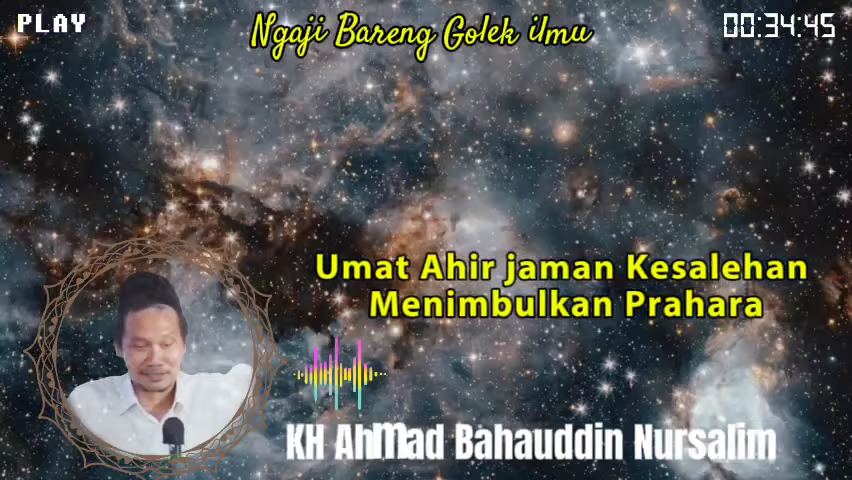 PLAY
Ngaji Bareng Golek ilmu
00:34:45
Umat Ahir jaman Kesalehan
Menimbulkan Prahara
KH Ahmad Bahauddin Nursalim